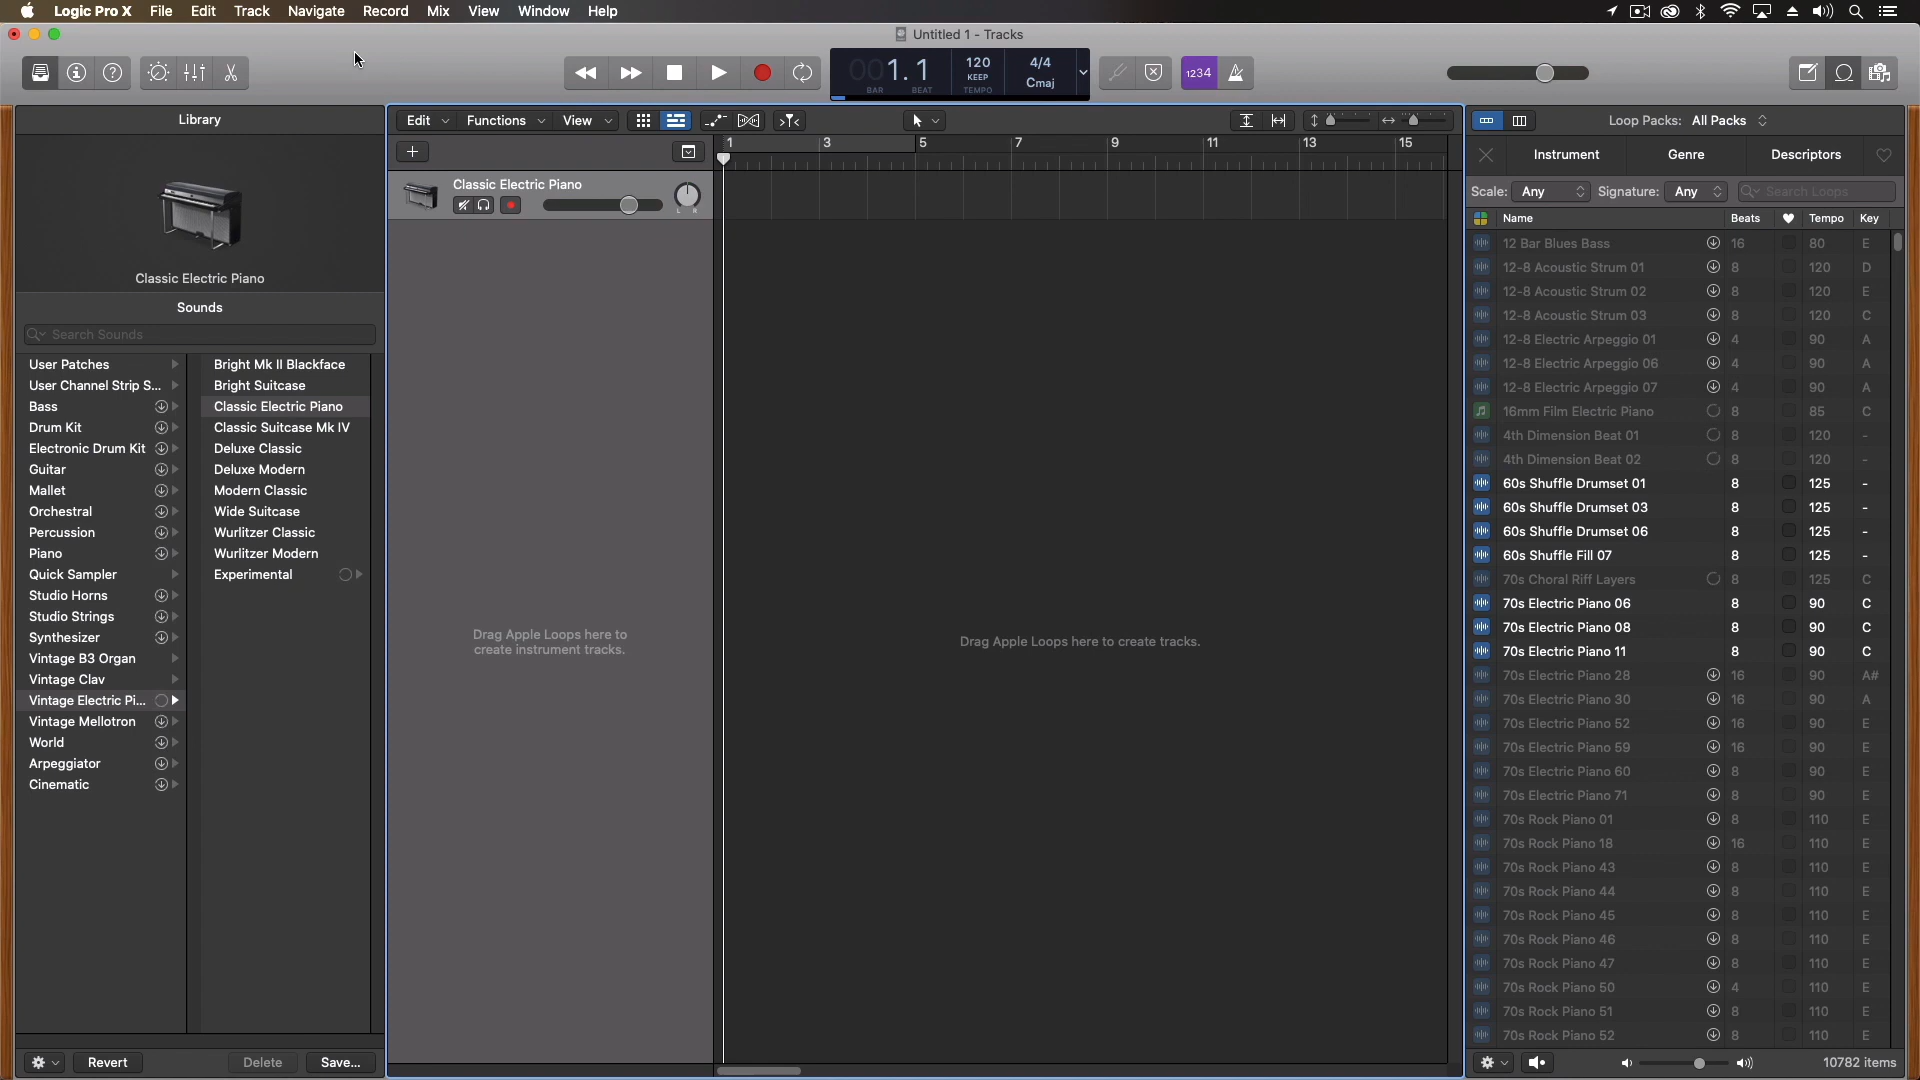 Logic Pro X File Edit Track Navigate Record Mix View Window Help
Untitled 1 - Tracks
001.1 120 4/4
KEEP Cmaj
BAR BEAT TEMPO
1234
Library
Classic Electric Piano
Sounds
Search Sounds
User Patches
User Channel Strip S...
Bass
Drum Kit
Electronic Drum Kit
Guitar
Mallet
Orchestral
Percussion
Piano
Quick Sampler
Studio Horns
Studio Strings
Synthesizer
Vintage B3 Organ
Vintage Clav
Vintage Electric Pi...
Vintage Mellotron
World
Arpeggiator
Cinematic
Bright Mk II Blackface
Bright Suitcase
Classic Electric Piano
Classic Suitcase Mk IV
Deluxe Classic
Deluxe Modern
Modern Classic
Wide Suitcase
Wurlitzer Classic
Wurlitzer Modern
Experimental
Revert Delete Save...
Edit Functions View
1 3 5 7 9 11 13 15
Classic Electric Piano
L R
Drag Apple Loops here to
create instrument tracks.
Drag Apple Loops here to create tracks.
Loop Packs: All Packs
Instrument Genre Descriptors
Scale: Any Signature: Any Search Loops
Name Beats Tempo Key
12 Bar Blues Bass 16 80 E
12-8 Acoustic Strum 01 8 120 D
12-8 Acoustic Strum 02 8 120 E
12-8 Acoustic Strum 03 8 120 C
12-8 Electric Arpeggio 01 4 90 A
12-8 Electric Arpeggio 06 4 90 A
12-8 Electric Arpeggio 07 4 90 A
16mm Film Electric Piano 8 85 C
4th Dimension Beat 01 8 120 -
4th Dimension Beat 02 8 120 -
60s Shuffle Drumset 01 8 125 -
60s Shuffle Drumset 03 8 125 -
60s Shuffle Drumset 06 8 125 -
60s Shuffle Fill 07 8 125 -
70s Choral Riff Layers 8 125 C
70s Electric Piano 06 8 90 C
70s Electric Piano 08 8 90 C
70s Electric Piano 11 8 90 C
70s Electric Piano 28 16 90 A#
70s Electric Piano 30 16 90 A
70s Electric Piano 52 16 90 E
70s Electric Piano 59 16 90 E
70s Electric Piano 60 8 90 E
70s Electric Piano 71 8 90 E
70s Rock Piano 01 8 110 E
70s Rock Piano 18 16 110 E
70s Rock Piano 43 8 110 E
70s Rock Piano 44 8 110 E
70s Rock Piano 45 8 110 E
70s Rock Piano 46 8 110 E
70s Rock Piano 47 8 110 E
70s Rock Piano 50 4 110 E
70s Rock Piano 51 8 110 E
70s Rock Piano 52 8 110 E
10782 items